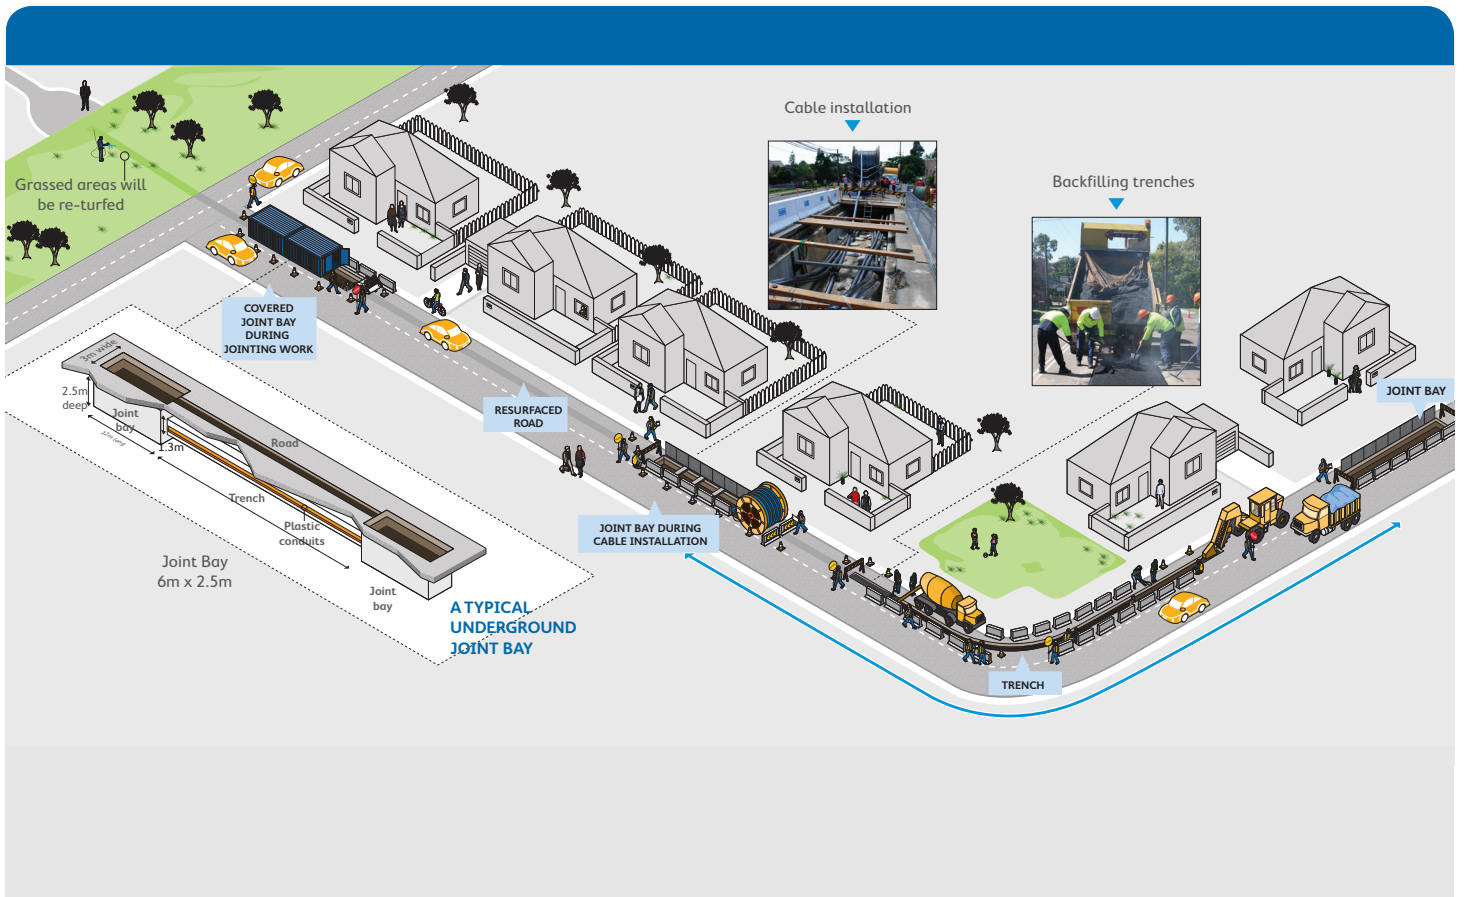 Cable installation
Backfilling trenches
Grassed areas will
be re-turfed
COVERED
JOINT BAY
DURING
JOINTING WORK
RESURFACED
ROAD
JOINT BAY
JOINT BAY DURING
CABLE INSTALLATION
TRENCH
3m wide
2.5m
deep
Joint
bay
1.3m
Road
Trench
Plastic
conduits
Joint
bay
Joint Bay
6m x 2.5m
A TYPICAL
UNDERGROUND
JOINT BAY